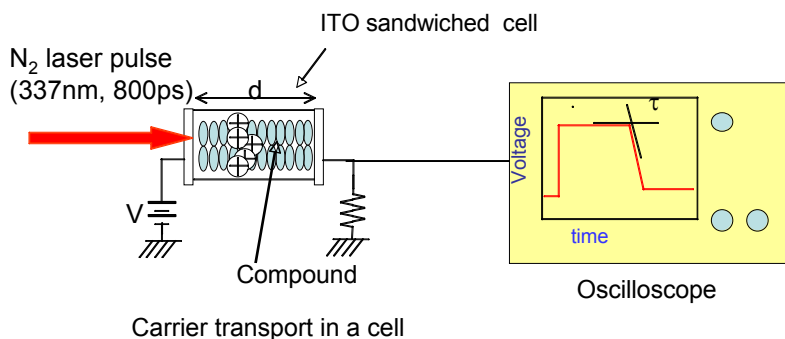 ITO sandwiched cell
N₂ laser pulse
(337nm, 800ps)
d
τ
Voltage
V
time
Compound
Oscilloscope
Carrier transport in a cell